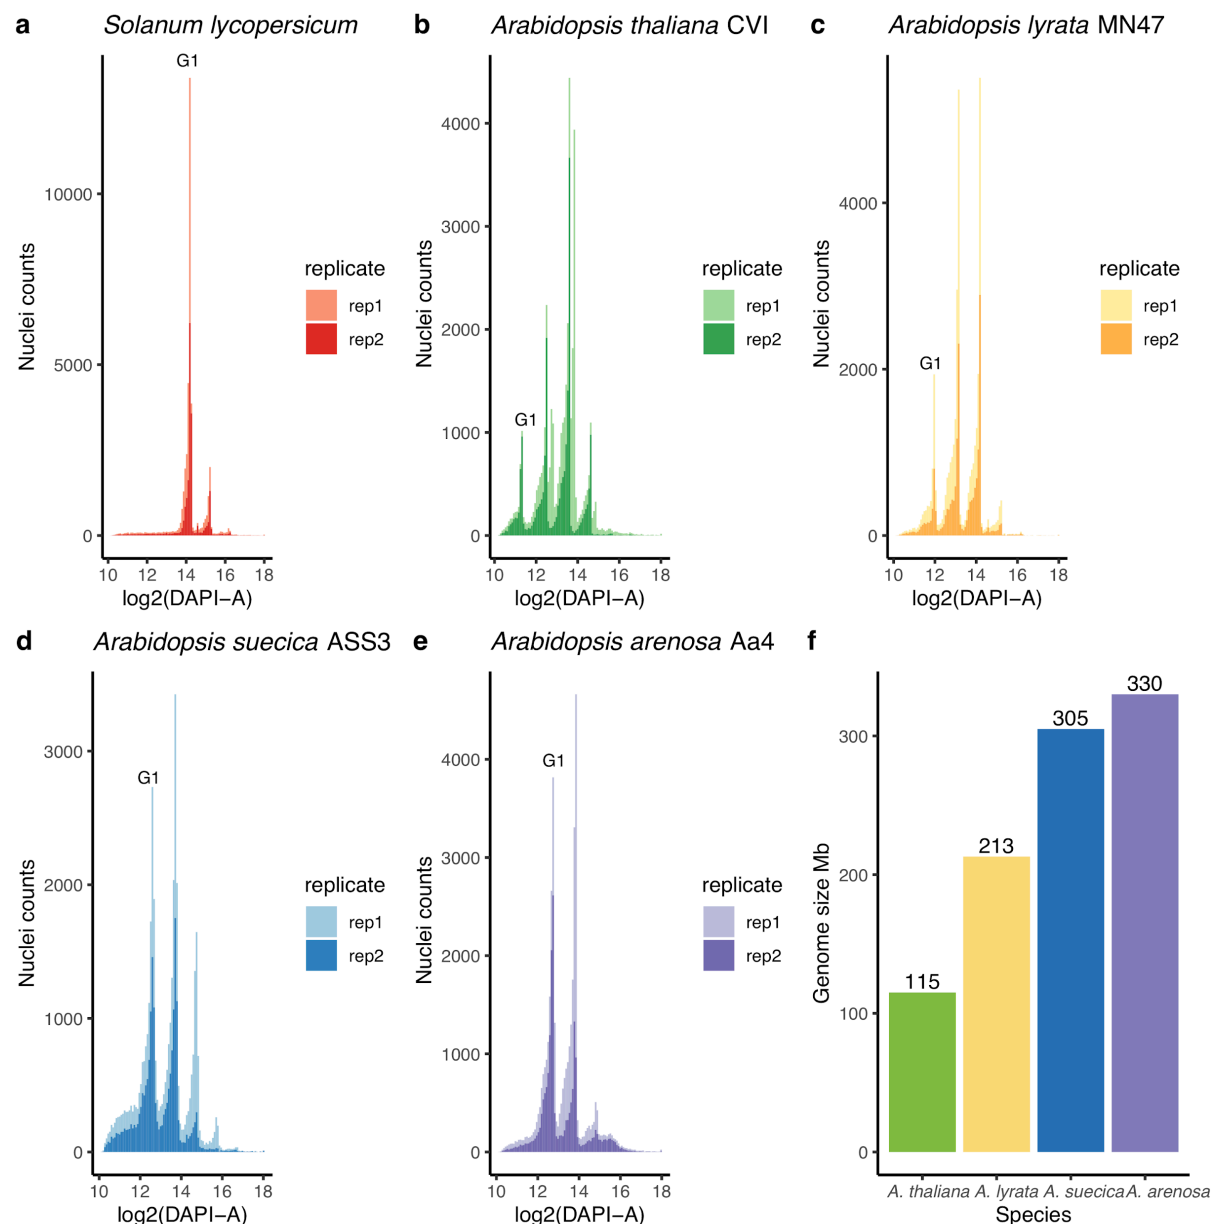 a Solanum lycopersicum
G1
10000
5000
0
Nuclei counts
10 12 14 16 18
log2(DAPI−A)
replicate
rep1
rep2
b Arabidopsis thaliana CVI
4000
3000
2000
1000
0
G1
Nuclei counts
10 12 14 16 18
log2(DAPI−A)
replicate
rep1
rep2
c Arabidopsis lyrata MN47
4000
2000
0
G1
Nuclei counts
10 12 14 16 18
log2(DAPI−A)
replicate
rep1
rep2
d Arabidopsis suecica ASS3
3000
2000
1000
0
G1
Nuclei counts
10 12 14 16 18
log2(DAPI−A)
replicate
rep1
rep2
e Arabidopsis arenosa Aa4
4000
3000
2000
1000
0
G1
Nuclei counts
10 12 14 16 18
log2(DAPI−A)
replicate
rep1
rep2
f
330
305
213
115
300
200
100
0
Genome size Mb
A. thaliana A. lyrata A. suecica A. arenosa
Species